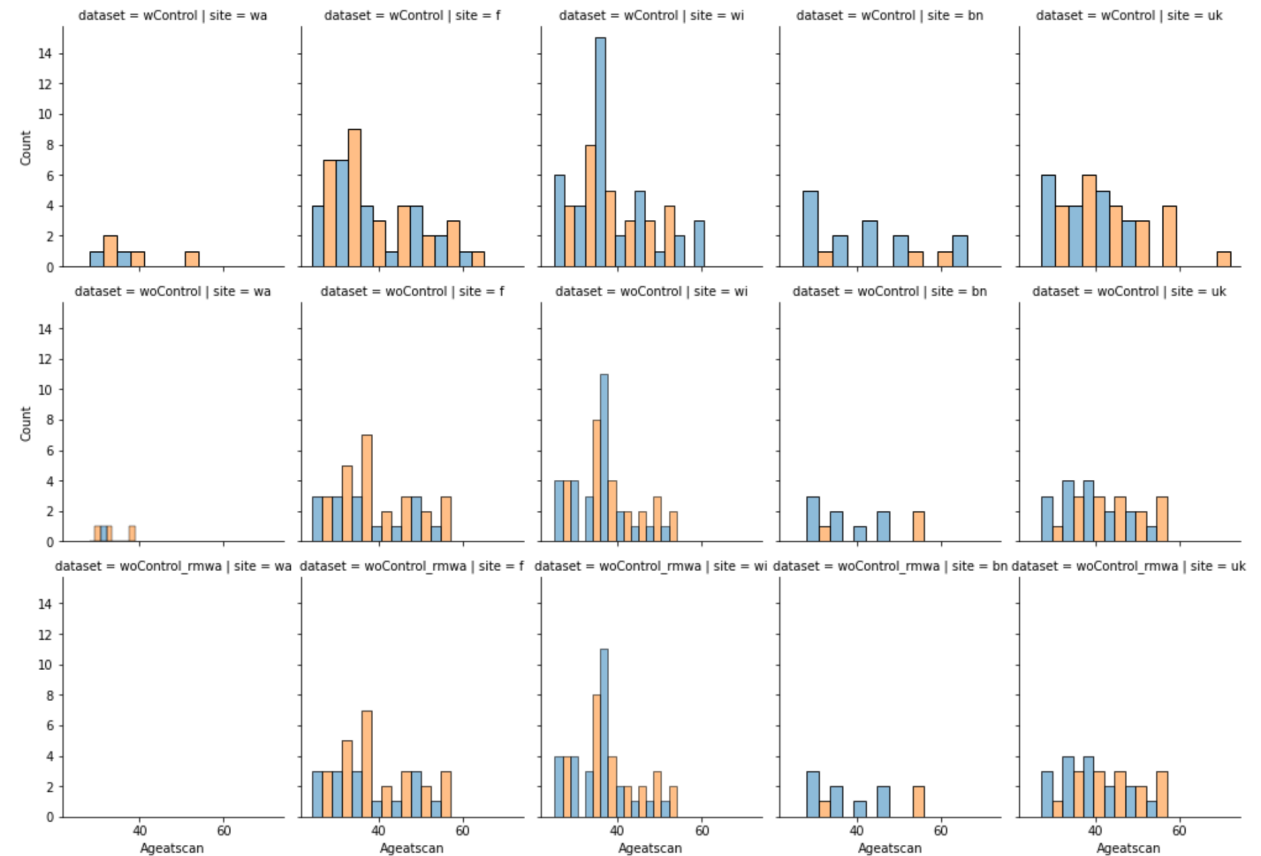 dataset = wControl | site = wa
dataset = wControl | site = f
dataset = wControl | site = wi
dataset = wControl | site = bn
dataset = wControl | site = uk
14
12
10
8
6
4
2
0
Count
dataset = woControl | site = wa
dataset = woControl | site = f
dataset = woControl | site = wi
dataset = woControl | site = bn
dataset = woControl | site = uk
14
12
10
8
6
4
2
0
Count
dataset = woControl_rmwa | site = wa
dataset = woControl_rmwa | site = f
dataset = woControl_rmwa | site = wi
dataset = woControl_rmwa | site = bn
dataset = woControl_rmwa | site = uk
14
12
10
8
6
4
2
0
40 60
40 60
40 60
40 60
40 60
Ageatscan
Ageatscan
Ageatscan
Ageatscan
Ageatscan